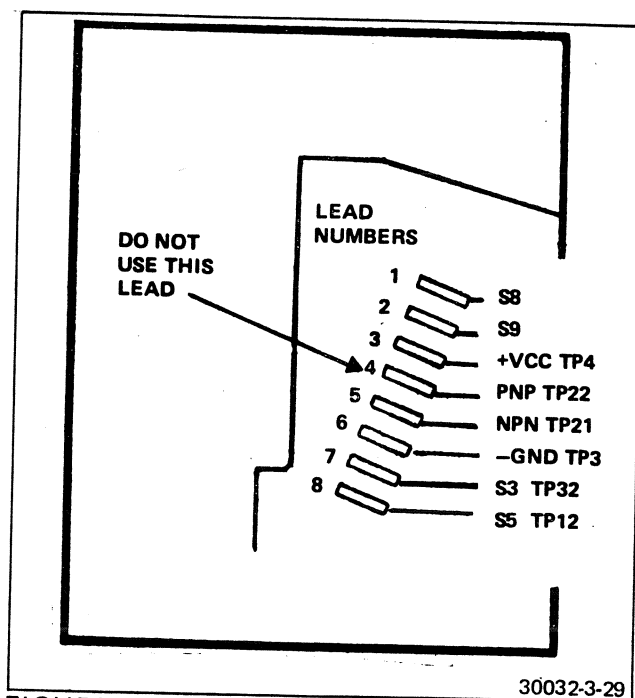 DO NOT
USE THIS
LEAD
LEAD
NUMBERS
1 S8
2 S9
3 +VCC TP4
4 PNP TP22
5 NPN TP21
6 –GND TP3
7 S3 TP32
8 S5 TP12
30032-3-29